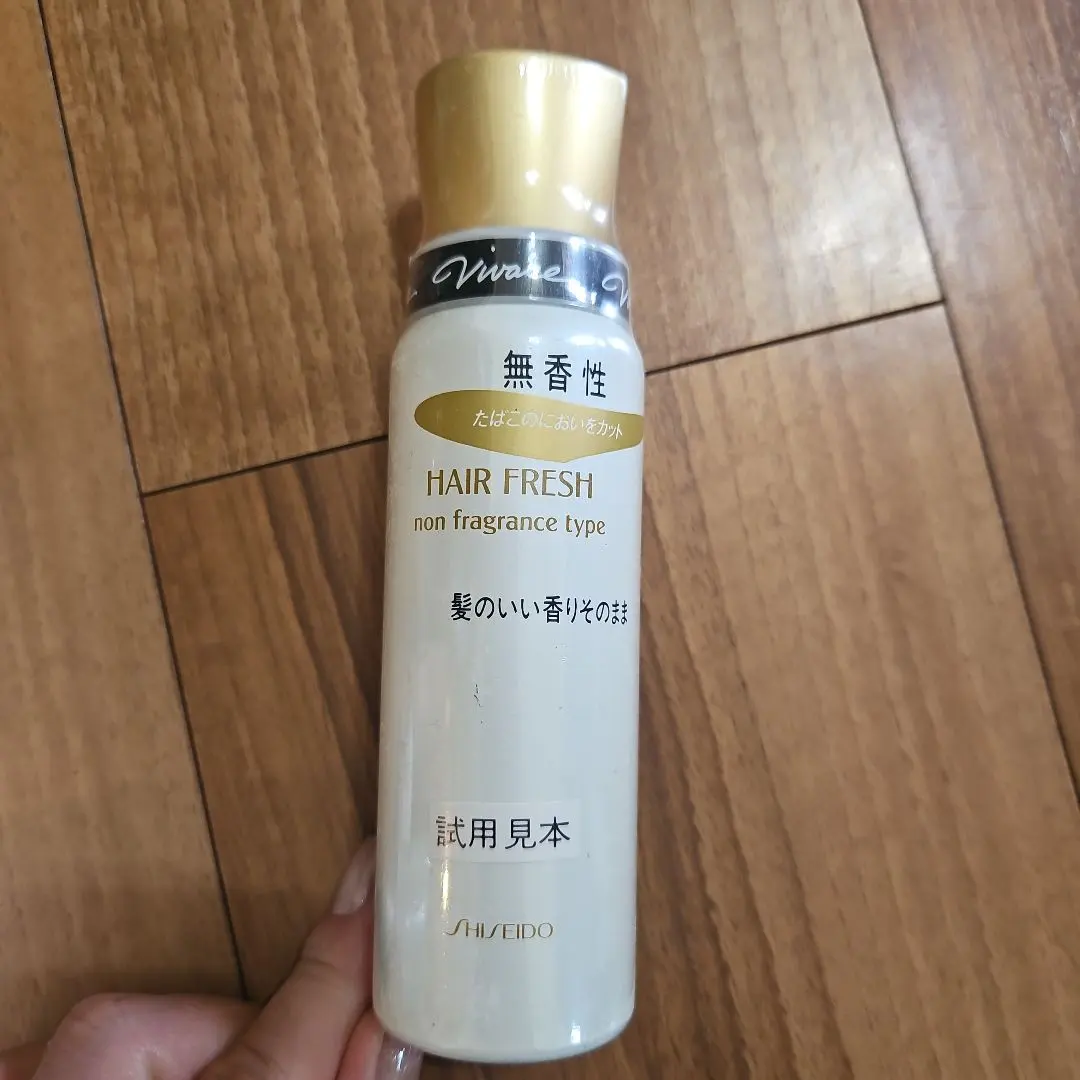 Vivace
無香性
たばこのにおいをカット
HAIR FRESH
non fragrance type
髪のいい香りそのまま
試用見本
SHISEIDO